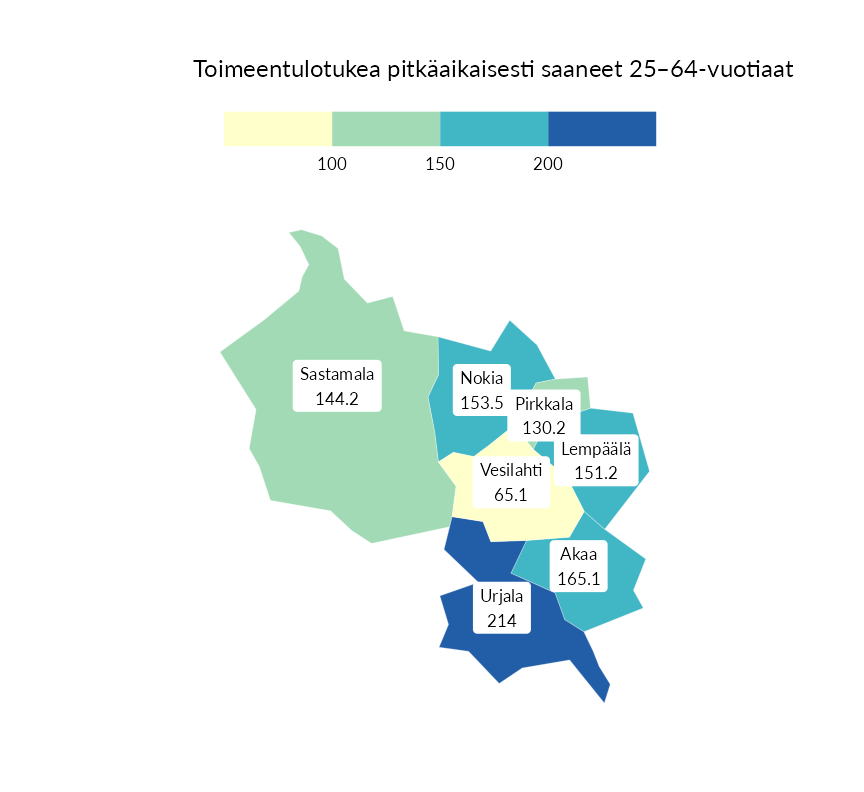 Toimeentulotukea pitkäaikaisesti saaneet 25–64-vuotiaat
100
150
200
Sastamala
144.2
Nokia
153.5
Pirkkala
130.2
Lempäälä
151.2
Vesilahti
65.1
Akaa
165.1
Urjala
214